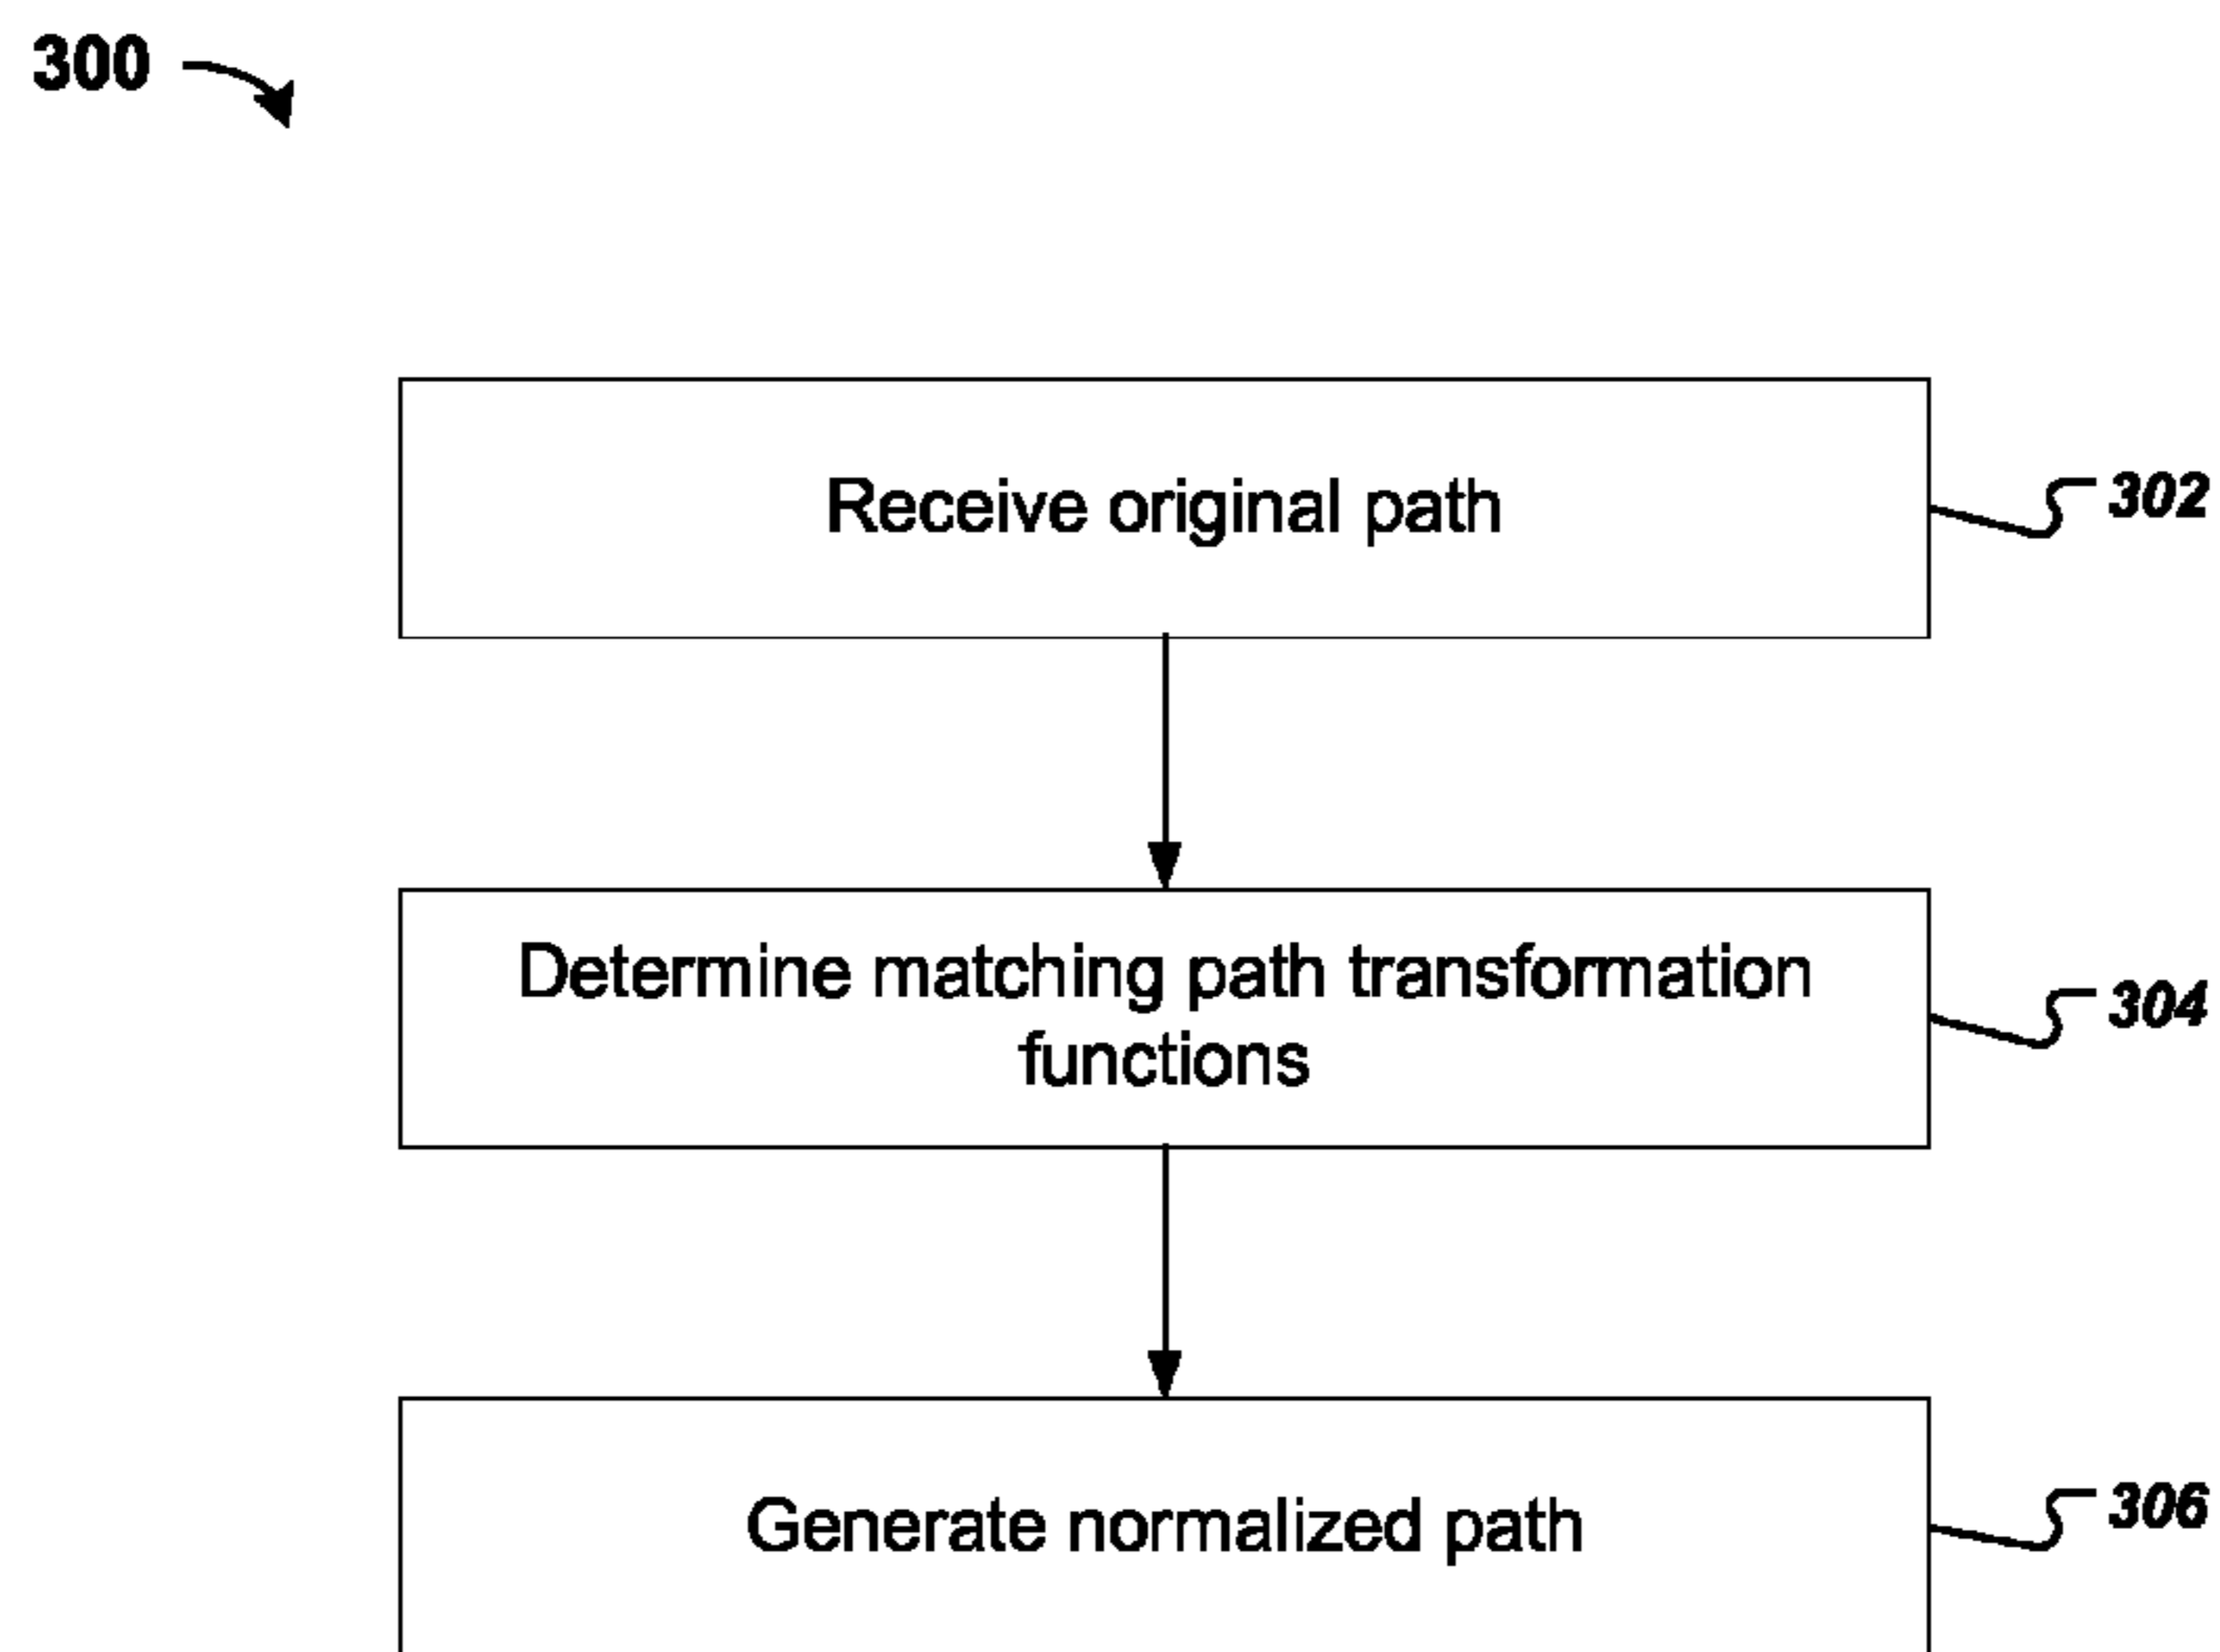 300
Receive original path
302
Determine matching path transformation
functions
304
Generate normalized path
306